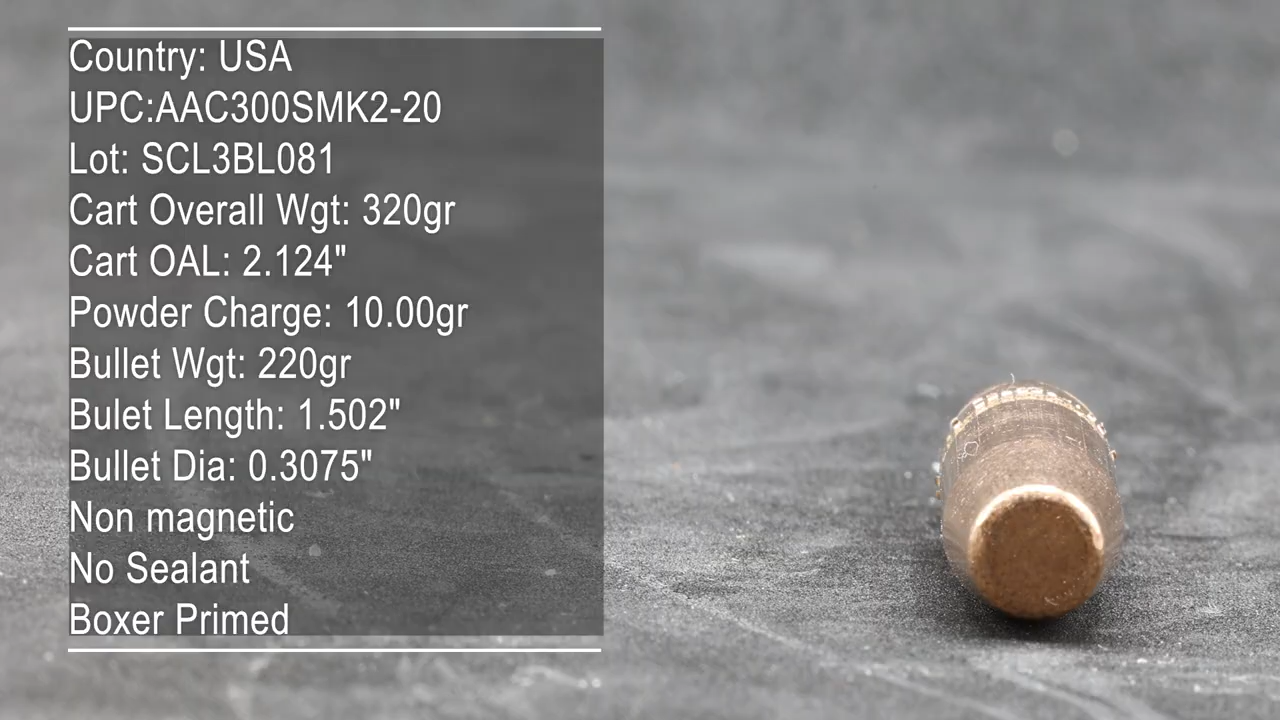 Country: USA
UPC:AAC300SMK2-20
Lot: SCL3BL081
Cart Overall Wgt: 320gr
Cart OAL: 2.124"
Powder Charge: 10.00gr
Bullet Wgt: 220gr
Bulet Length: 1.502"
Bullet Dia: 0.3075"
Non magnetic
No Sealant
Boxer Primed